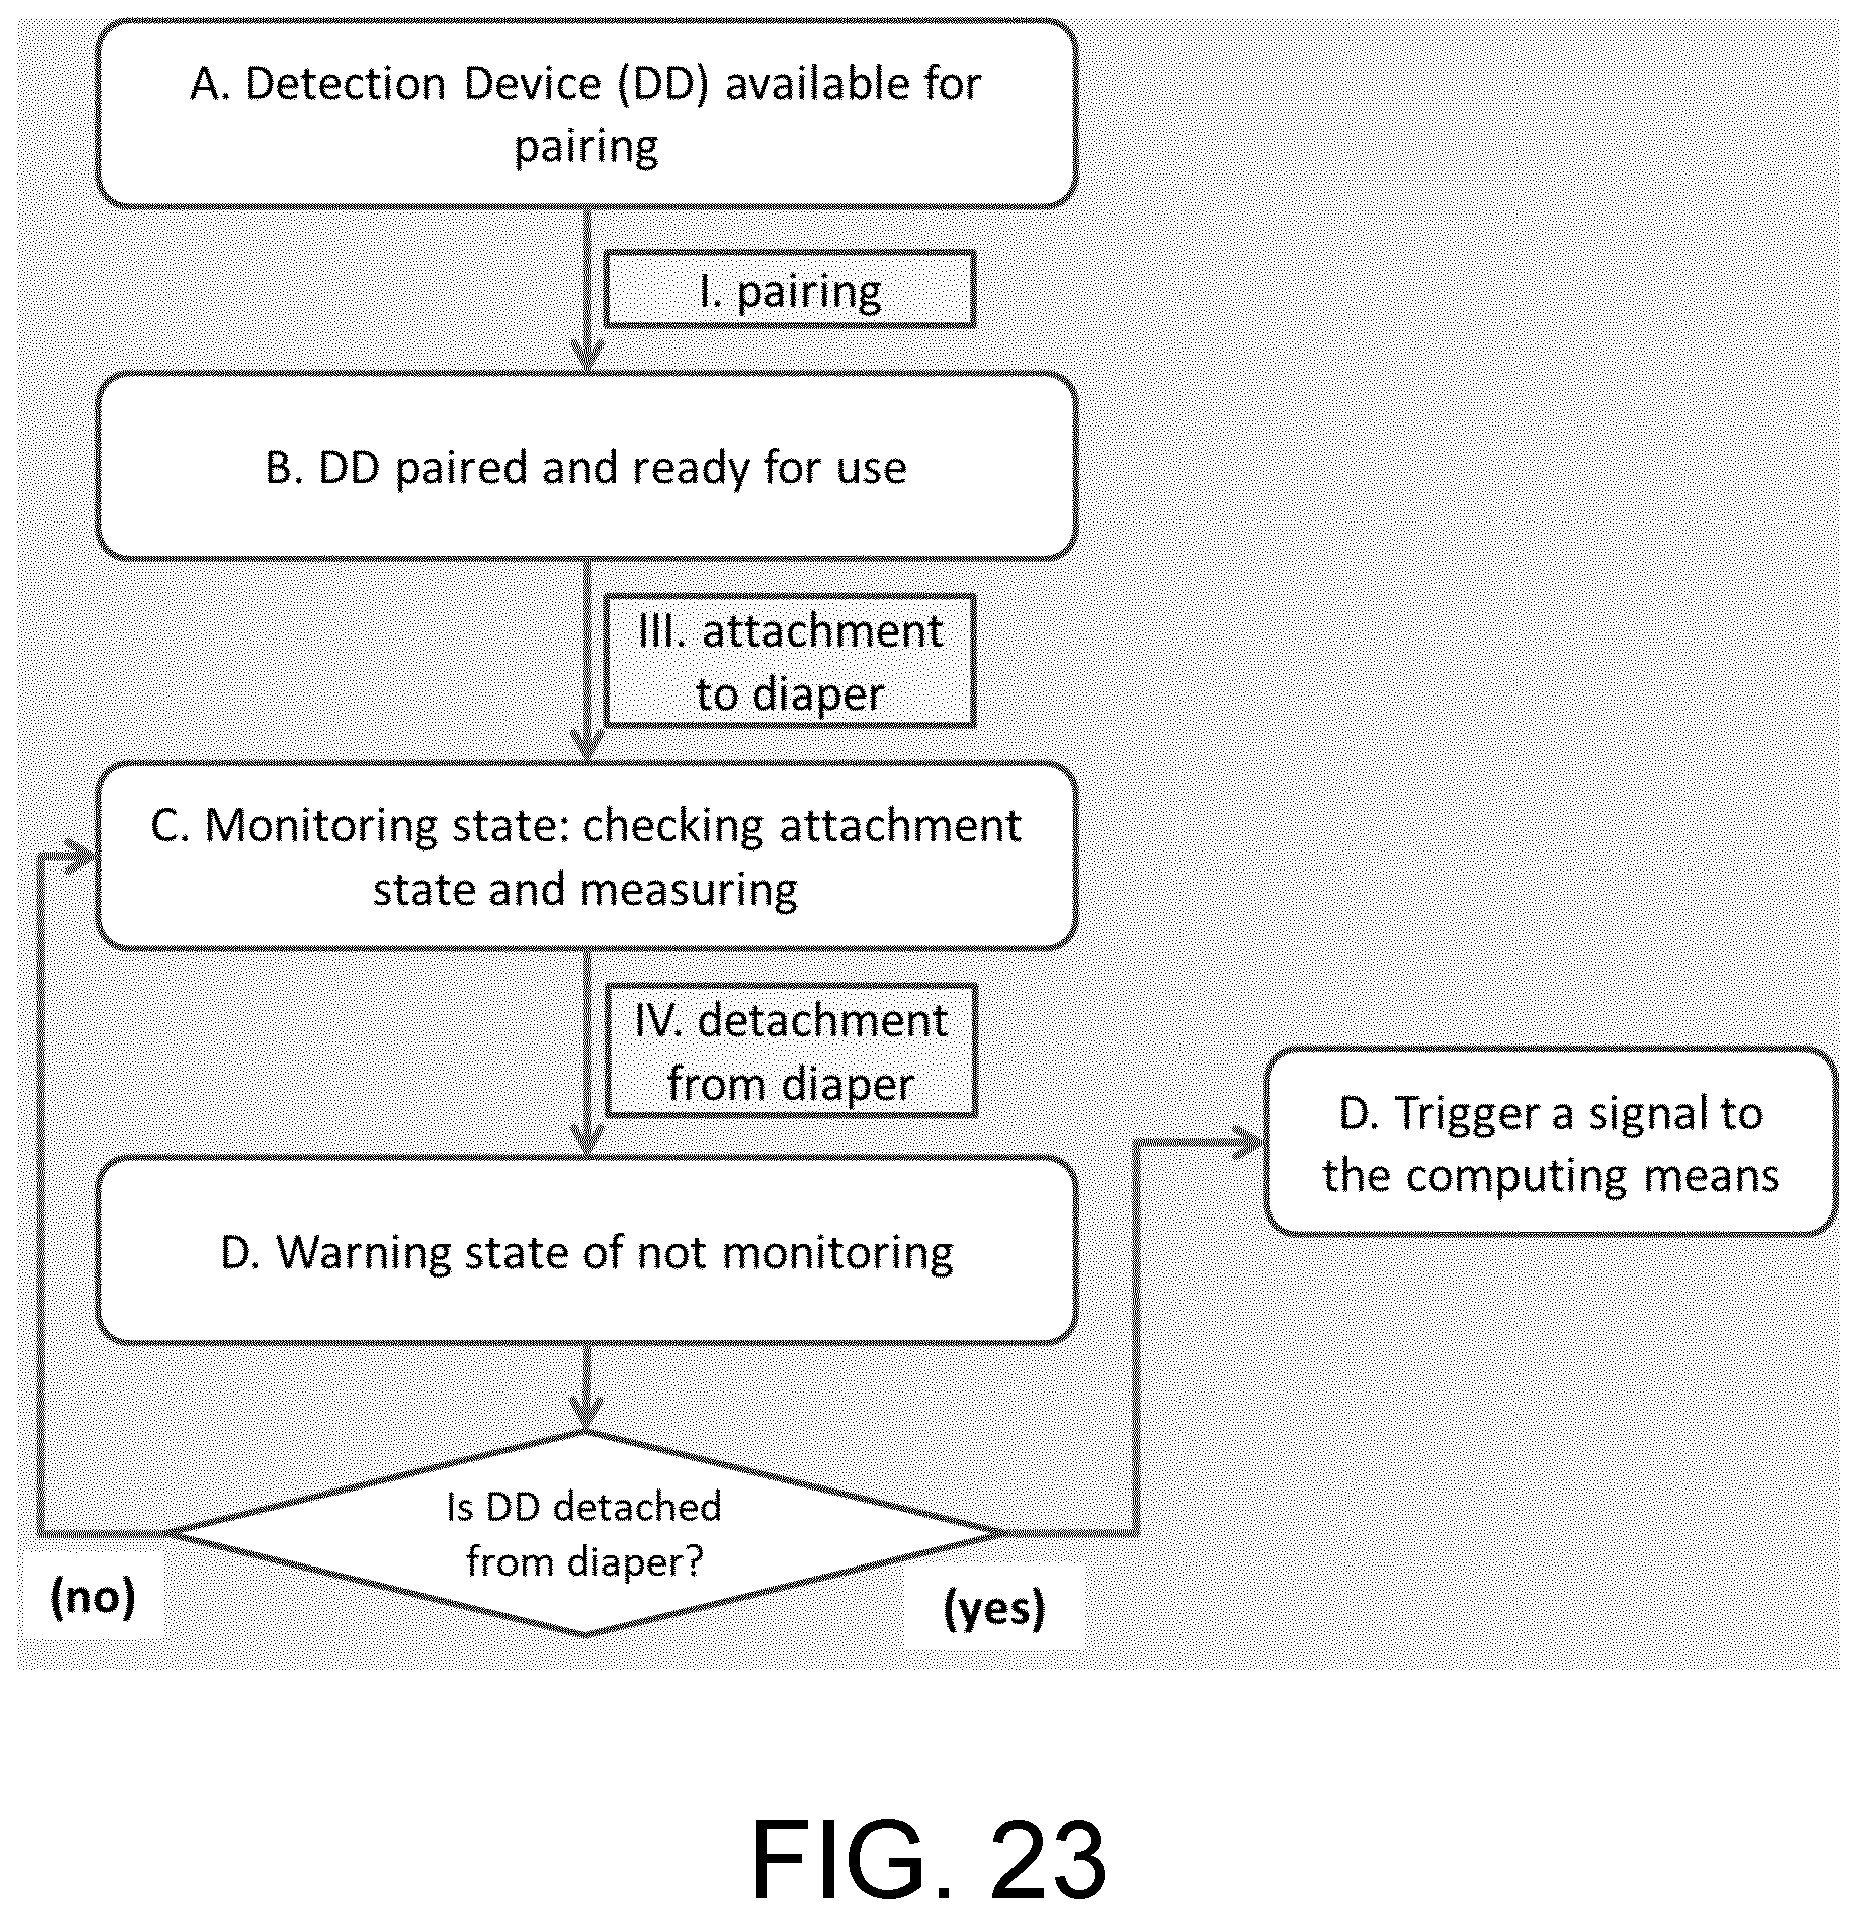 A. Detection Device (DD) available for
pairing
I. pairing
B. DD paired and ready for use
III. attachment
to diaper
C. Monitoring state: checking attachment
state and measuring
IV. detachment
from diaper
D. Trigger a signal to
the computing means
D. Warning state of not monitoring
Is DD detached
from diaper?
(no)
(yes)
FIG. 23